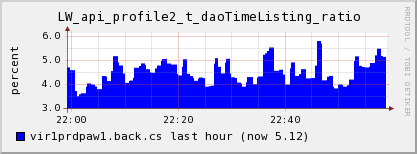 LW_api_profile2_t_daoTimeListing_ratio
RRDTOOL / TOBI OETIKER
percent
6.0
5.0
4.0
3.0
22:00 22:20 22:40
vir1prdpaw1.back.cs last hour (now 5.12)